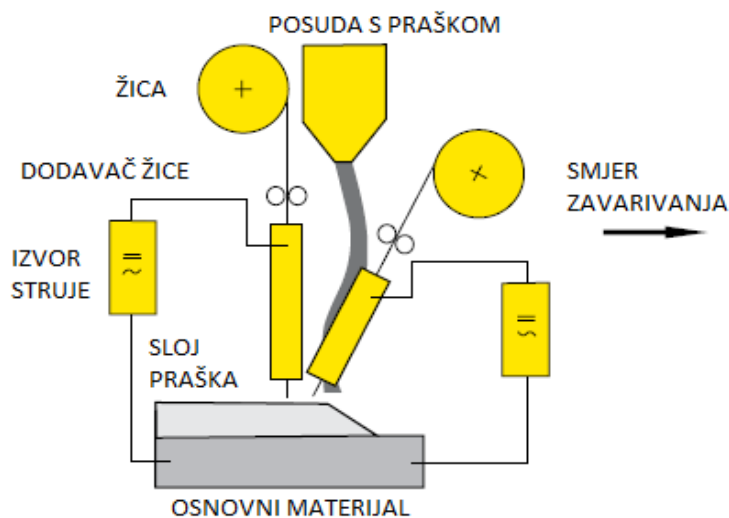 POSUDA S PRAŠKOM
ŽICA
DODAVAČ ŽICE
SMJER
ZAVARIVANJA
IZVOR
STRUJE
SLOJ
PRAŠKA
OSNOVNI MATERIJAL